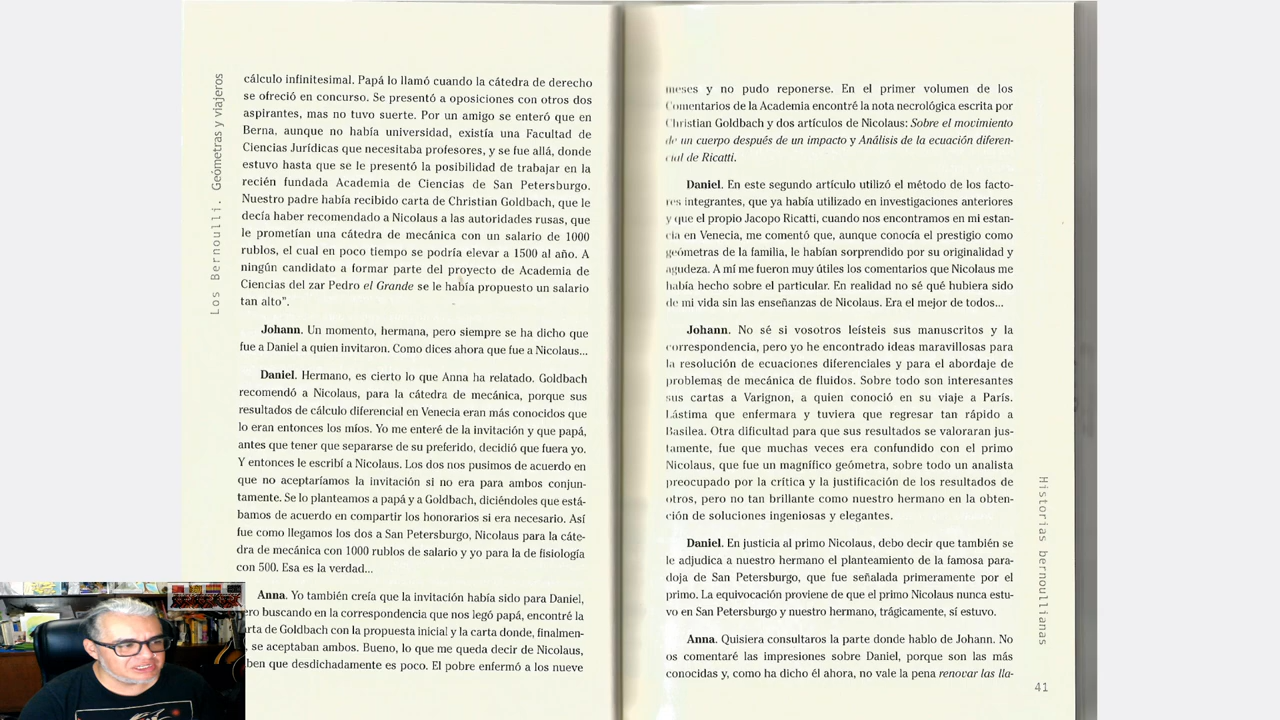 Los Bernoulli. Geómetras y viajeros
cálculo infinitesimal. Papá lo llamó cuando la cátedra de derecho
se ofreció en concurso. Se presentó a oposiciones con otros dos
aspirantes, mas no tuvo suerte. Por un amigo se enteró que en
Berna, aunque no había universidad, existía una Facultad de
Ciencias Jurídicas que necesitaba profesores, y se fue allá, donde
estuvo hasta que se le presentó la posibilidad de trabajar en la
recién fundada Academia de Ciencias de San Petersburgo.
Nuestro padre había recibido carta de Christian Goldbach, que le
decía haber recomendado a Nicolaus a las autoridades rusas, que
le prometían una cátedra de mecánica con un salario de 1000
rublos, el cual en poco tiempo se podría elevar a 1500 al año. A
ningún candidato a formar parte del proyecto de Academia de
Ciencias del zar Pedro el Grande se le había propuesto un salario
tan alto”.
Johann. Un momento, hermana, pero siempre se ha dicho que
fue a Daniel a quien invitaron. Como dices ahora que fue a Nicolaus...
Daniel. Hermano, es cierto lo que Anna ha relatado. Goldbach
recomendó a Nicolaus, para la cátedra de mecánica, porque sus
resultados de cálculo diferencial en Venecia eran más conocidos que
lo eran entonces los míos. Yo me enteré de la invitación y que papá,
antes que tener que separarse de su preferido, decidió que fuera yo.
Y entonces le escribí a Nicolaus. Los dos nos pusimos de acuerdo en
que no aceptaríamos la invitación si no era para ambos conjun-
tamente. Se lo planteamos a papá y a Goldbach, diciéndoles que está-
bamos de acuerdo en compartir los honorarios si era necesario. Así
fue como llegamos los dos a San Petersburgo, Nicolaus para la cáte-
dra de mecánica con 1000 rublos de salario y yo para la de fisiología
con 500. Esa es la verdad...
Anna. Yo también creía que la invitación había sido para Daniel,
ero buscando en la correspondencia que nos legó papá, encontré la
rta de Goldbach con la propuesta inicial y la carta donde, finalmen-
, se aceptaban ambos. Bueno, lo que me queda decir de Nicolaus,
ben que desdichadamente es poco. El pobre enfermó a los nueve
meses y no pudo reponerse. En el primer volumen de los
Comentarios de la Academia encontré la nota necrológica escrita por
Christian Goldbach y dos artículos de Nicolaus: Sobre el movimiento
de un cuerpo después de un impacto y Análisis de la ecuación diferen-
cial de Ricatti.
Daniel. En este segundo artículo utilizó el método de los facto-
res integrantes, que ya había utilizado en investigaciones anteriores
y que el propio Jacopo Ricatti, cuando nos encontramos en mi estan-
cia en Venecia, me comentó que, aunque conocía el prestigio como
geómetras de la familia, le habían sorprendido por su originalidad y
agudeza. A mí me fueron muy útiles los comentarios que Nicolaus me
había hecho sobre el particular. En realidad no sé qué hubiera sido
de mi vida sin las enseñanzas de Nicolaus. Era el mejor de todos...
Johann. No sé si vosotros leísteis sus manuscritos y la
correspondencia, pero yo he encontrado ideas maravillosas para
la resolución de ecuaciones diferenciales y para el abordaje de
problemas de mecánica de fluidos. Sobre todo son interesantes
sus cartas a Varignon, a quien conoció en su viaje a París.
Lástima que enfermara y tuviera que regresar tan rápido a
Basilea. Otra dificultad para que sus resultados se valoraran jus-
tamente, fue que muchas veces era confundido con el primo
Nicolaus, que fue un magnífico geómetra, sobre todo un analista
preocupado por la crítica y la justificación de los resultados de
otros, pero no tan brillante como nuestro hermano en la obten-
ción de soluciones ingeniosas y elegantes.
Daniel. En justicia al primo Nicolaus, debo decir que también se
le adjudica a nuestro hermano el planteamiento de la famosa para-
doja de San Petersburgo, que fue señalada primeramente por el
primo. La equivocación proviene de que el primo Nicolaus nunca estu-
vo en San Petersburgo y nuestro hermano, trágicamente, sí estuvo.
Anna. Quisiera consultaros la parte donde hablo de Johann. No
os comentaré las impresiones sobre Daniel, porque son las más
conocidas y, como ha dicho él ahora, no vale la pena renovar las lla-
Historias bernoullianas
41